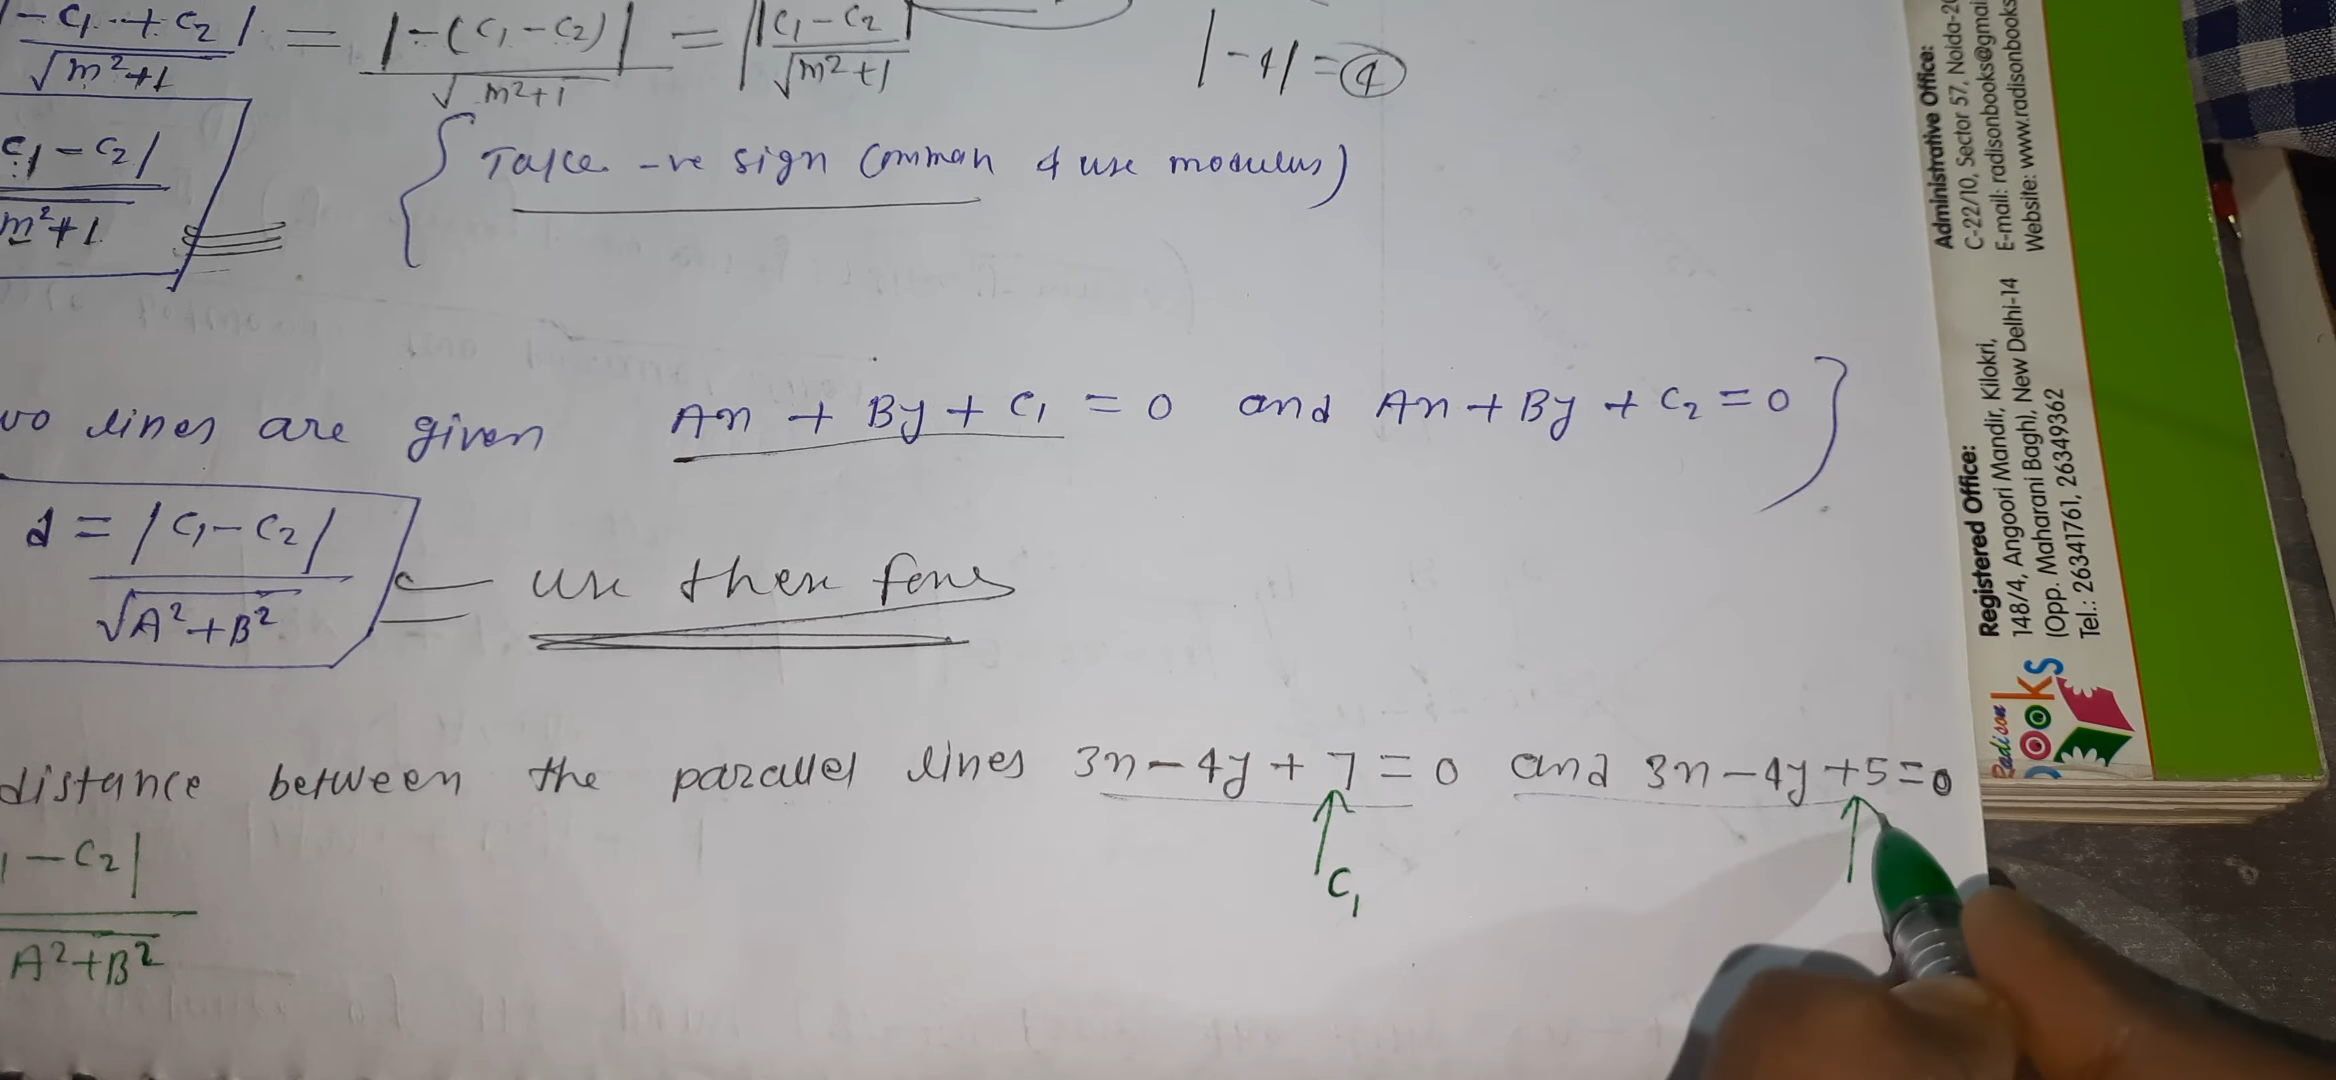 |-C1 + C2| / √m²+1 = |-(C1-C2)| / √m²+1 = |C1-C2| / √m²+1
|-4| = 4
C1-C2| / m²+1
{ Take -ve sign common & use modulus)
lines are given Ax + By + C1 = 0 and Ax + By + C2 = 0 }
d = |C1-C2| / √A²+B² use these
distance between the parallel lines 3x-4y+7=0 and 3x-4y+5=0
C1
-C2| / A²+B²
Administrative Office:
C-22/10, Sector 57, Noida-20
E-mail: radisonbooks@gmai
Website: www.radisonbooks
Registered Office:
148/4, Angoori Mandir, Kilokri,
(Opp. Maharani Bagh), New Delhi-14
Tel.: 26341761, 26349362
Radison
OOKS